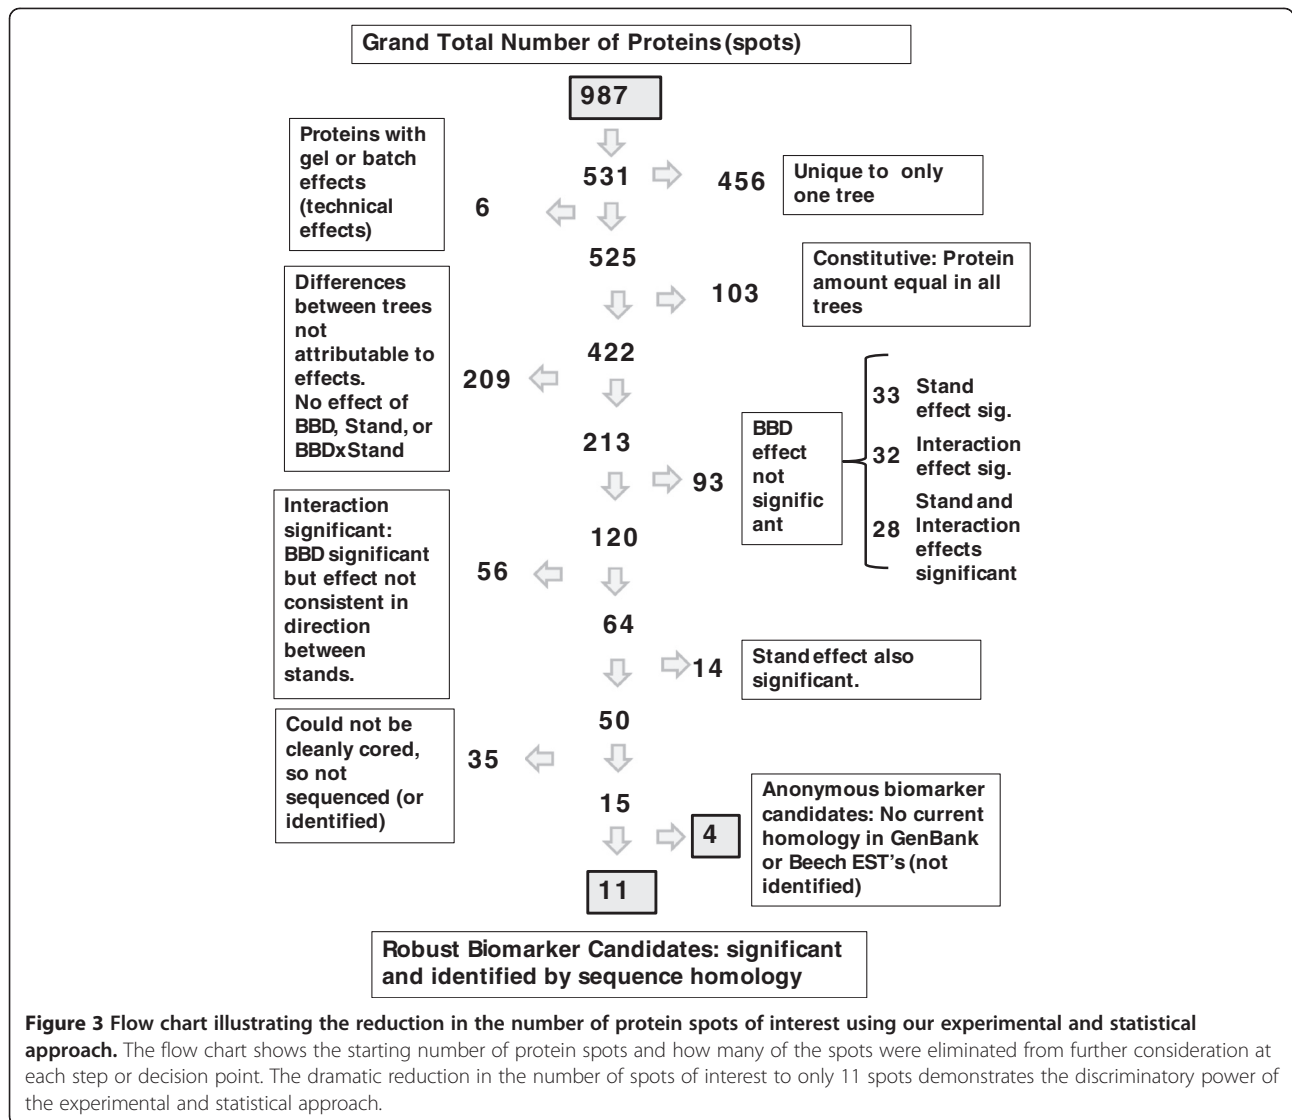 Grand Total Number of Proteins (spots)
987
Proteins with
gel or batch
effects
(technical
effects)
6
531
456
Unique to only
one tree
525
103
Constitutive: Protein
amount equal in all
trees
Differences
between trees
not
attributable to
effects.
No effect of
BBD, Stand, or
BBDxStand
209
422
213
93
BBD
effect
not
signific
ant
33
Stand
effect sig.
32
Interaction
effect sig.
28
Stand and
Interaction
effects
significant
Interaction
significant:
BBD significant
but effect not
consistent in
direction
between
stands.
56
120
64
14
Stand effect also
significant.
50
Could not be
cleanly cored,
so not
sequenced (or
identified)
35
15
4
Anonymous biomarker
candidates: No current
homology in GenBank
or Beech EST's (not
identified)
11
Robust Biomarker Candidates: significant
and identified by sequence homology
Figure 3 Flow chart illustrating the reduction in the number of protein spots of interest using our experimental and statistical
approach. The flow chart shows the starting number of protein spots and how many of the spots were eliminated from further consideration at
each step or decision point. The dramatic reduction in the number of spots of interest to only 11 spots demonstrates the discriminatory power of
the experimental and statistical approach.